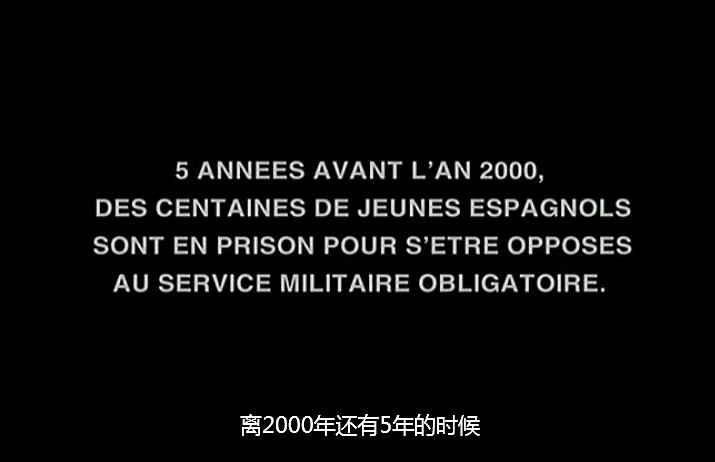 5 ANNEES AVANT L'AN 2000,
DES CENTAINES DE JEUNES ESPAGNOLS
SONT EN PRISON POUR S'ETRE OPPOSES
AU SERVICE MILITAIRE OBLIGATOIRE.
离2000年还有5年的时候